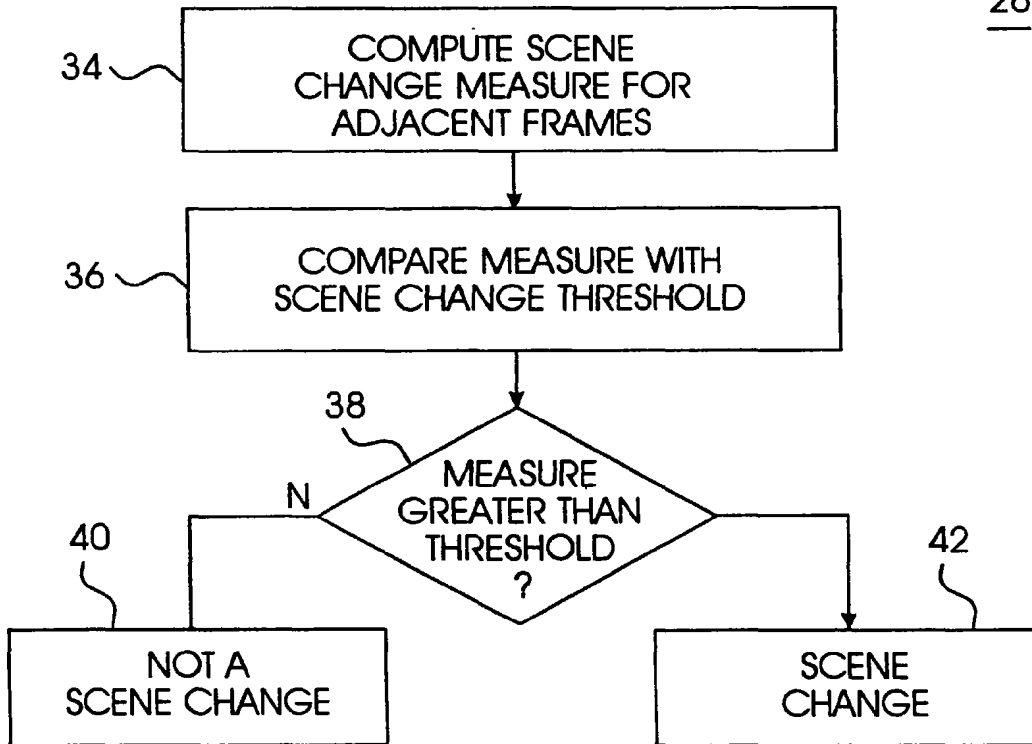 28
34
COMPUTE SCENE
CHANGE MEASURE FOR
ADJACENT FRAMES
36
COMPARE MEASURE WITH
SCENE CHANGE THRESHOLD
38
MEASURE
GREATER THAN
THRESHOLD
?
N
40
NOT A
SCENE CHANGE
42
SCENE
CHANGE